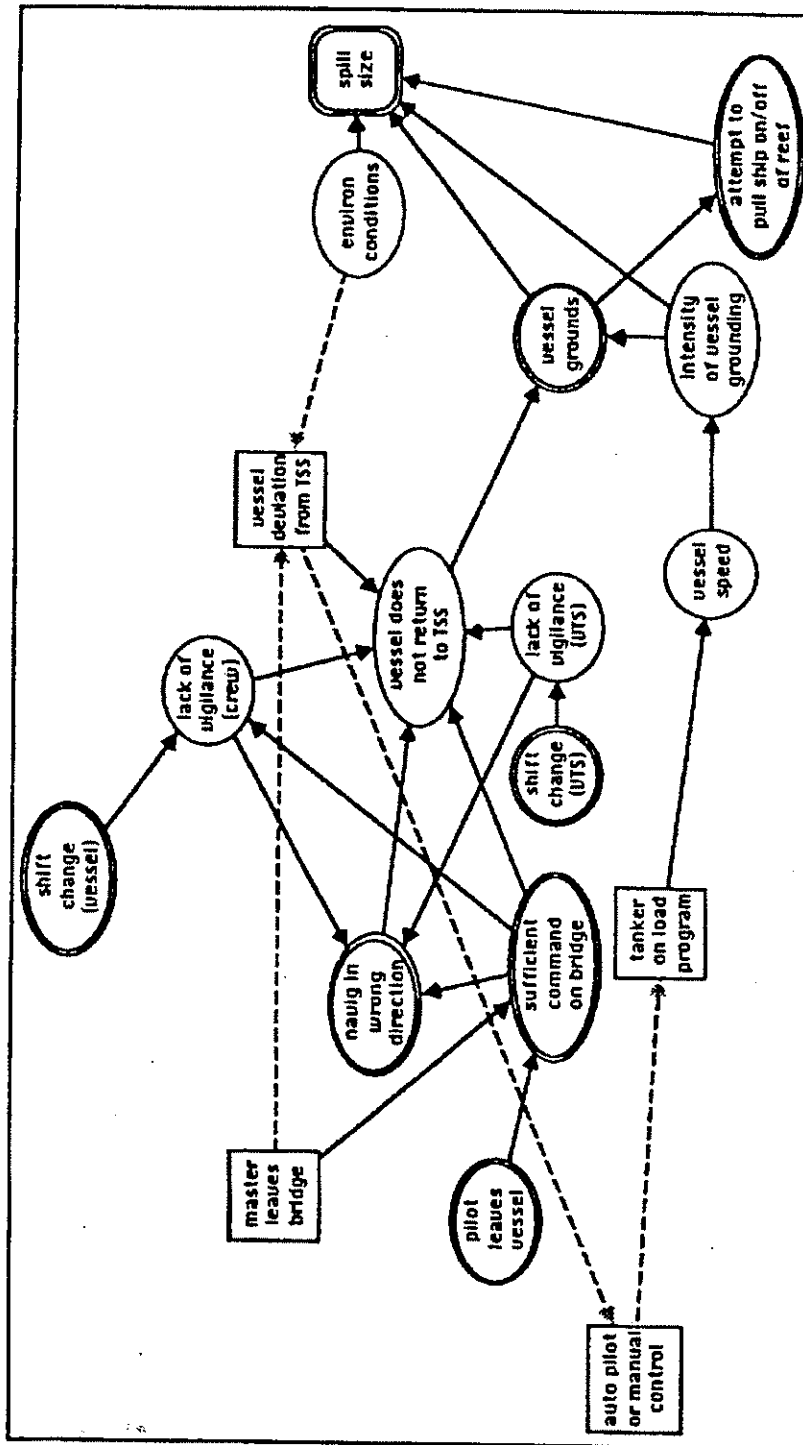 shift
change
(vessel)
lack of
vigilance
(crew)
master
leaves
bridge
vessel
deviation
from TSS
environ
conditions
spill
size
navig in
wrong
direction
vessel does
not return
to TSS
pilot
leaves
vessel
sufficient
command
on bridge
shift
change
(VTS)
lack of
vigilance
(VTS)
vessel
grounds
auto pilot
or manual
control
tanker
on load
program
vessel
speed
intensity
of vessel
grounding
attempt to
pull ship on/off
of reef